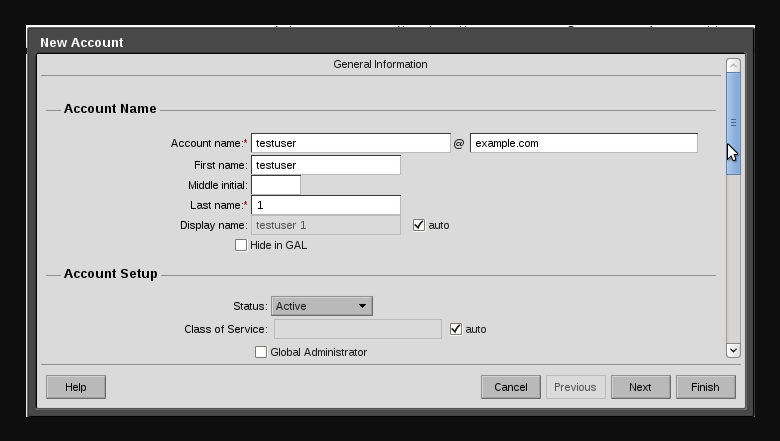 New Account
General Information
Account Name
Account name:* testuser @ example.com
First name: testuser
Middle initial:
Last name:* 1
Display name: testuser 1 auto
Hide in GAL
Account Setup
Status: Active
Class of Service: auto
Global Administrator
Help Cancel Previous Next Finish